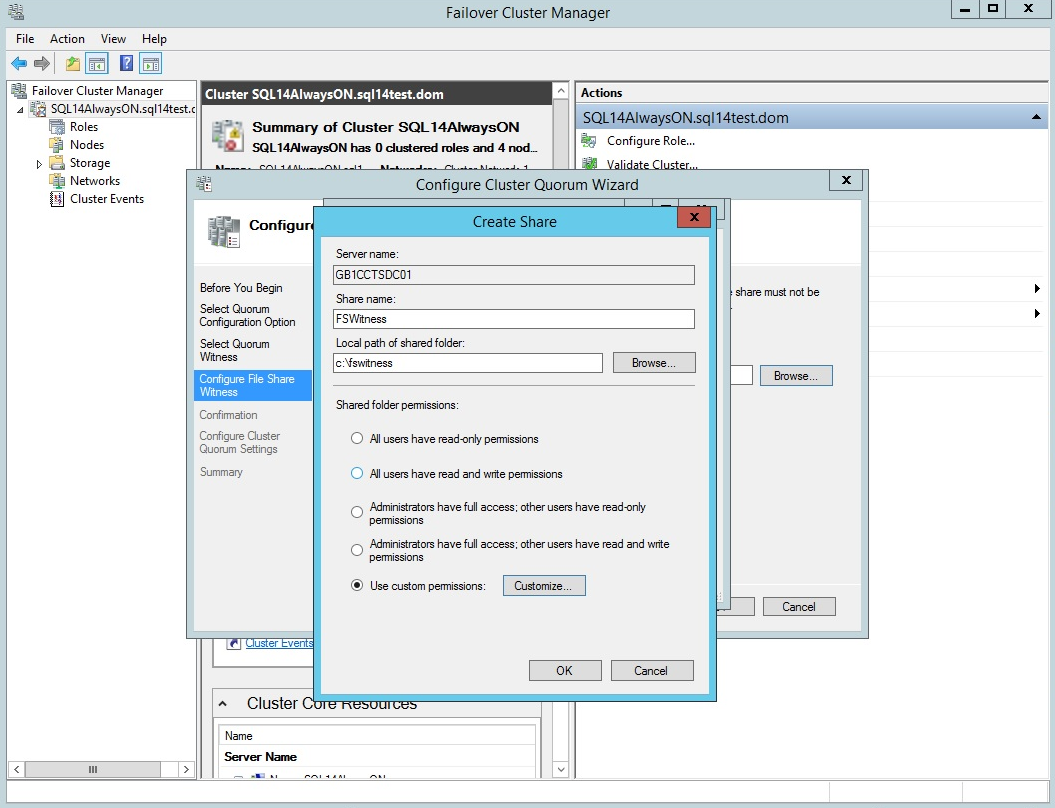 Failover Cluster Manager
File Action View Help
Failover Cluster Manager
SQL14AlwaysON.sql14test.c
Roles
Nodes
Storage
Networks
Cluster Events
Cluster SQL14AlwaysON.sql14test.dom
Summary of Cluster SQL14AlwaysON
SQL14AlwaysON has 0 clustered roles and 4 nod...
Actions
SQL14AlwaysON.sql14test.dom
Configure Role...
Validate Cluster...
Configure Cluster Quorum Wizard
Configure
Before You Begin
Select Quorum
Configuration Option
Select Quorum
Witness
Configure File Share
Witness
Confirmation
Configure Cluster
Quorum Settings
Summary
share must not be
Browse...
Cancel
Create Share
Server name:
GB1CCTSDC01
Share name:
FSWitness
Local path of shared folder:
c:\fswitness
Browse...
Shared folder permissions:
All users have read-only permissions
All users have read and write permissions
Administrators have full access; other users have read-only
permissions
Administrators have full access; other users have read and write
permissions
Use custom permissions:
Customize...
OK
Cancel
Cluster Events
Cluster Core Resources
Name
Server Name